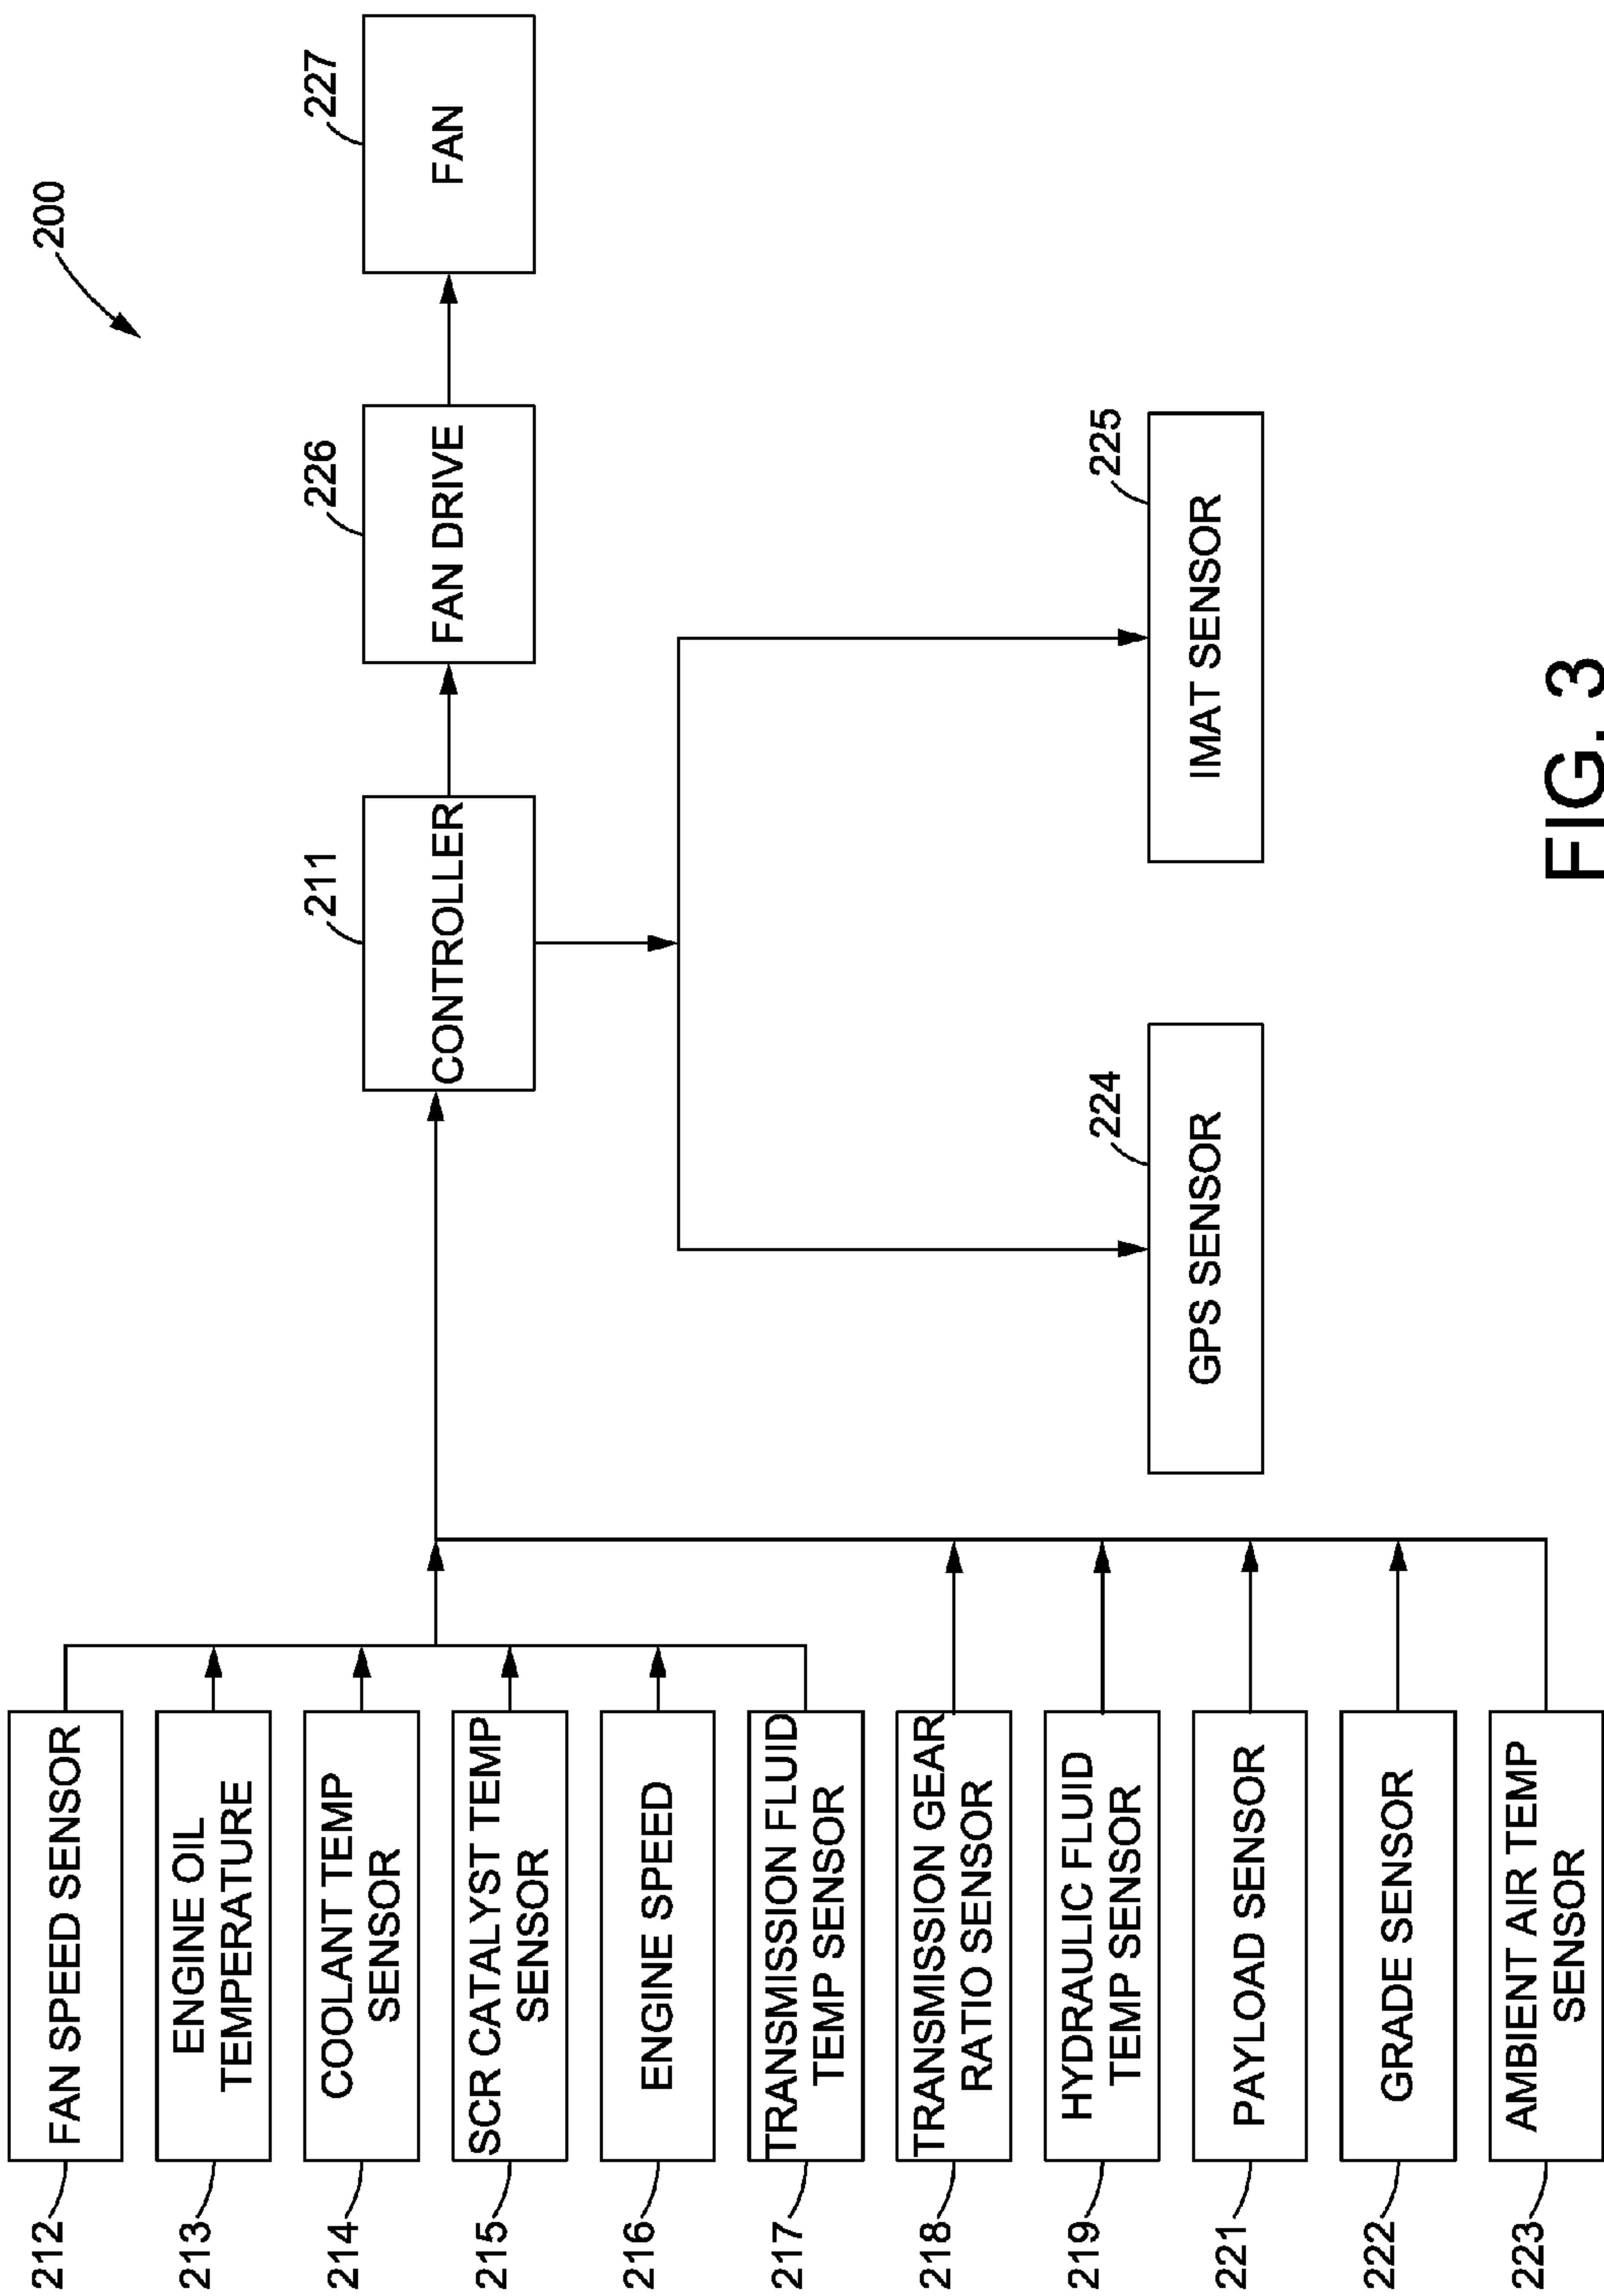 200
212
FAN SPEED SENSOR
213
ENGINE OIL
TEMPERATURE
214
COOLANT TEMP
SENSOR
215
SCR CATALYST TEMP
SENSOR
216
ENGINE SPEED
217
TRANSMISSION FLUID
TEMP SENSOR
218
TRANSMISSION GEAR
RATIO SENSOR
219
HYDRAULIC FLUID
TEMP SENSOR
221
PAYLOAD SENSOR
222
GRADE SENSOR
223
AMBIENT AIR TEMP
SENSOR
211
CONTROLLER
226
FAN DRIVE
227
FAN
224
GPS SENSOR
225
IMAT SENSOR
FIG. 3